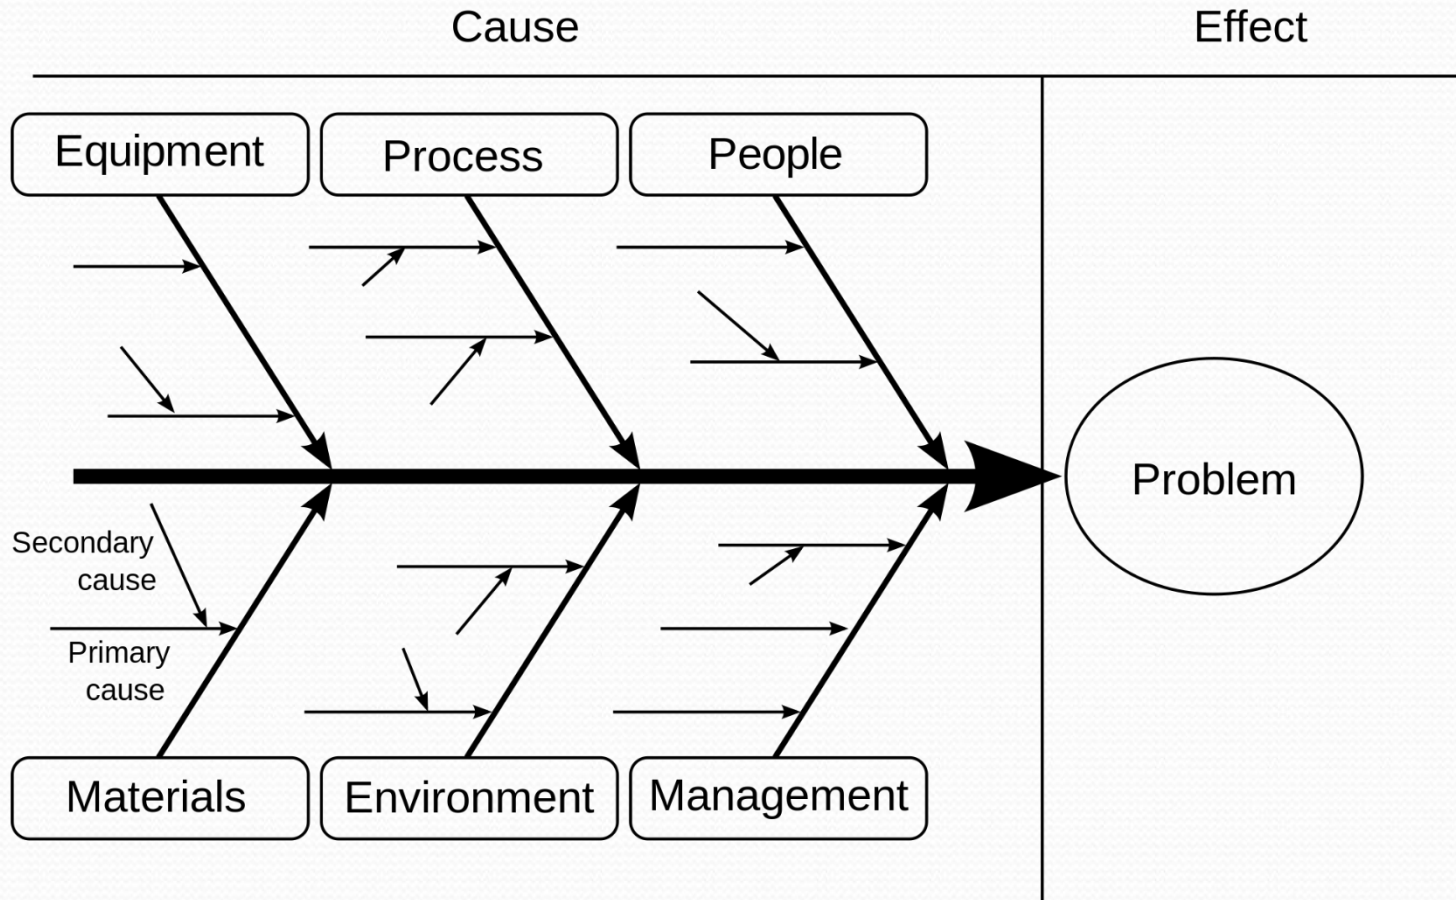 Cause
Effect
Equipment
Process
People
Problem
Secondary
cause
Primary
cause
Materials
Environment
Management